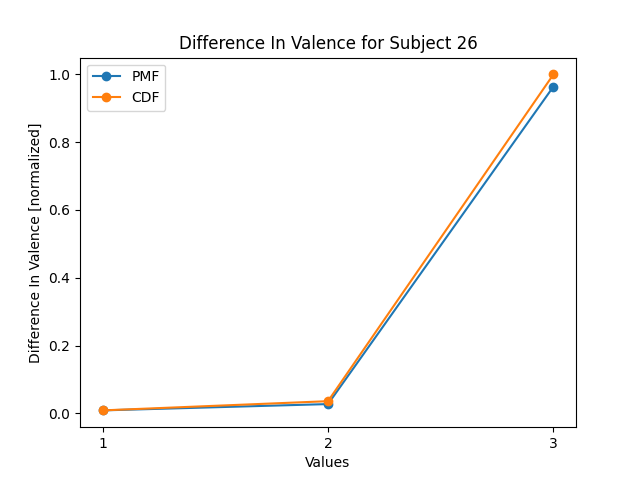 Difference In Valence for Subject 26
PMF
CDF
Difference In Valence [normalized]
1.0
0.8
0.6
0.4
0.2
0.0
1 2 3
Values